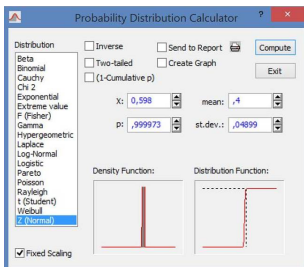 Probability Distribution Calculator
?
×
Distribution
Beta
Binomial
Cauchy
Chi 2
Exponential
Extreme value
F (Fisher)
Gamma
Hypergeometric
Laplace
Log-Normal
Logistic
Pareto
Poisson
Rayleigh
t (Student)
Weibull
Z (Normal)
Fixed Scaling
Inverse
Send to Report
Compute
Two-tailed
Create Graph
Exit
(1-Cumulative p)
X: 0,598 mean: ,4
p: ,999973 st.dev.: ,04899
Density Function: Distribution Function: